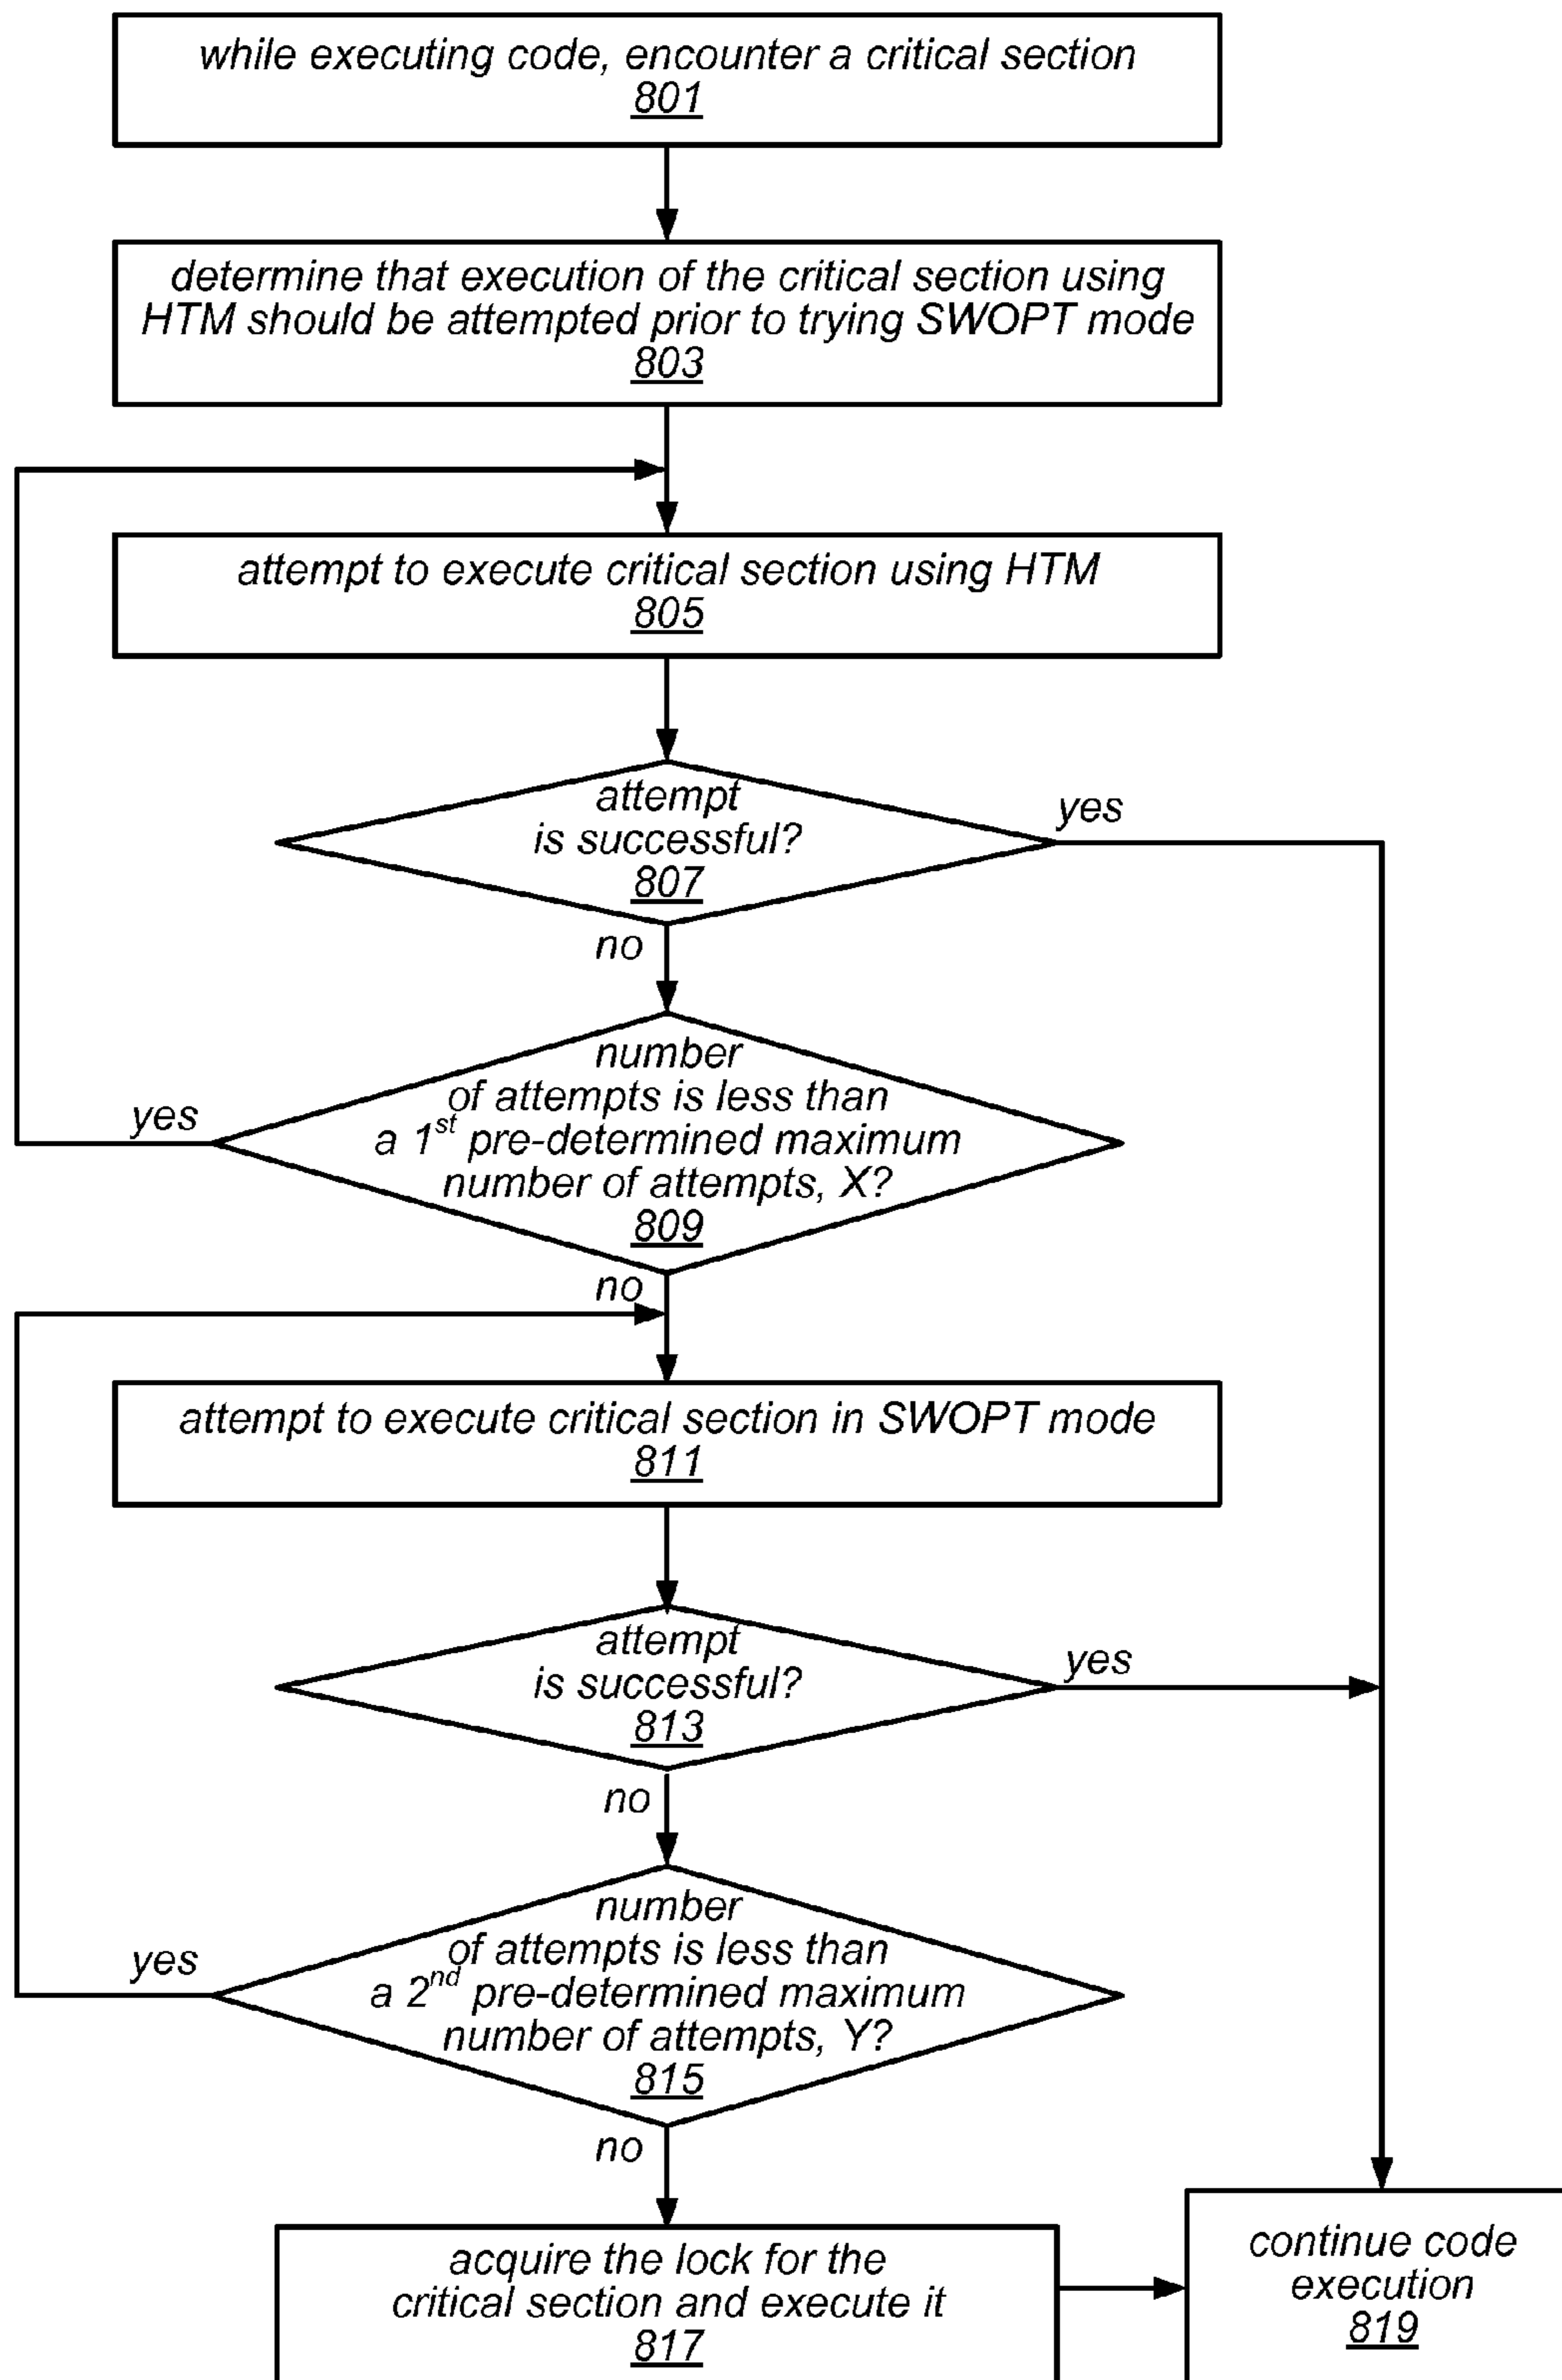 while executing code, encounter a critical section
801
determine that execution of the critical section using
HTM should be attempted prior to trying SWOPT mode
803
attempt to execute critical section using HTM
805
attempt
is successful?
807
yes
no
number
of attempts is less than
a 1st pre-determined maximum
number of attempts, X?
809
yes
no
attempt to execute critical section in SWOPT mode
811
attempt
is successful?
813
yes
no
number
of attempts is less than
a 2nd pre-determined maximum
number of attempts, Y?
815
yes
no
acquire the lock for the
critical section and execute it
817
continue code
execution
819